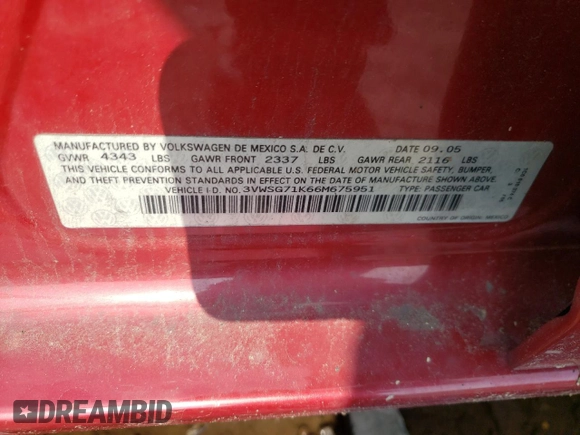 MANUFACTURED BY VOLKSWAGEN DE MEXICO S.A. DE C.V. DATE 09.05
GVWR 4343 LBS GAWR FRONT 2337 LBS GAWR REAR 2116 LBS
THIS VEHICLE CONFORMS TO ALL APPLICABLE U.S. FEDERAL MOTOR VEHICLE SAFETY, BUMPER,
AND THEFT PREVENTION STANDARDS IN EFFECT ON THE DATE OF MANUFACTURE SHOWN ABOVE.
VEHICLE I-D. NO. 3VWSG71K66M675951 TYPE: PASSENGER CAR
COUNTRY OF ORIGIN: MEXICO
DREAMBID